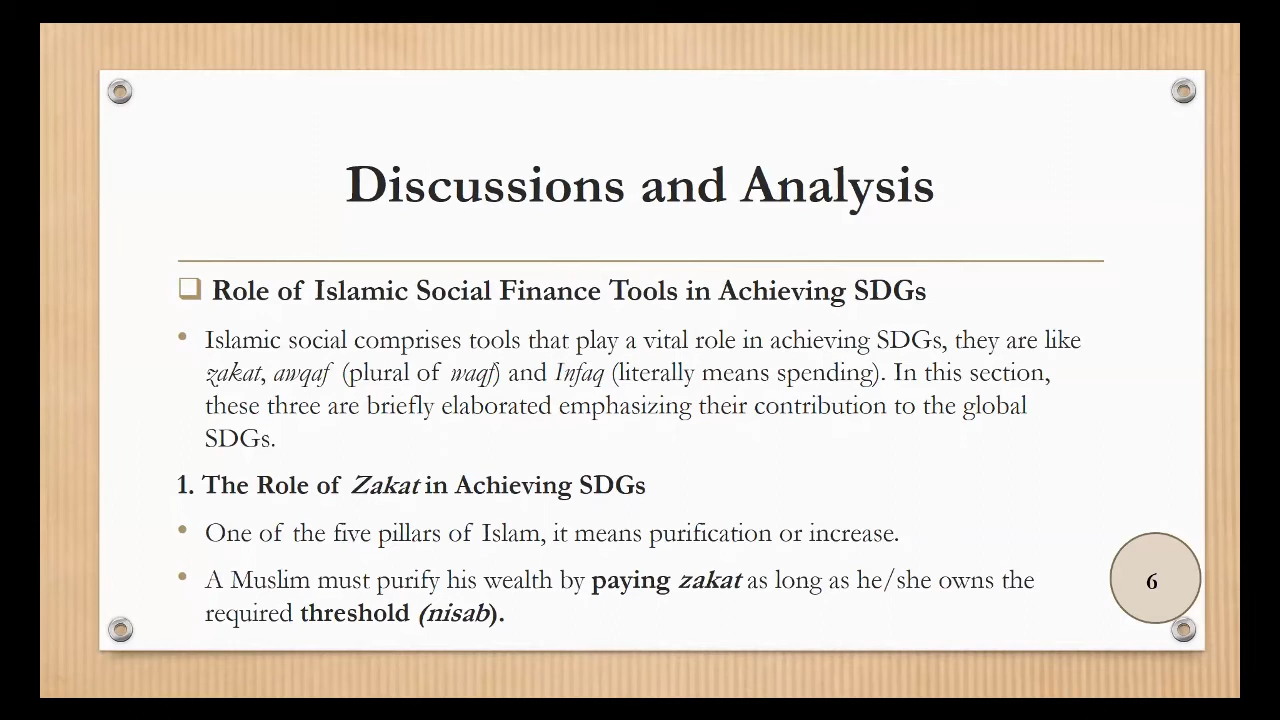 Discussions and Analysis
Role of Islamic Social Finance Tools in Achieving SDGs
• Islamic social comprises tools that play a vital role in achieving SDGs, they are like
zakat, awqaf (plural of waqf) and Infaq (literally means spending). In this section,
these three are briefly elaborated emphasizing their contribution to the global
SDGs.
1. The Role of Zakat in Achieving SDGs
• One of the five pillars of Islam, it means purification or increase.
• A Muslim must purify his wealth by paying zakat as long as he/she owns the
required threshold (nisab).
6